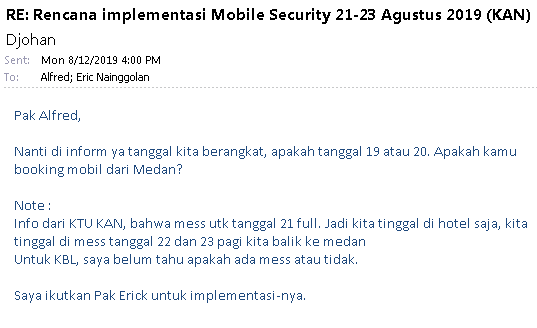 RE: Rencana implementasi Mobile Security 21-23 Agustus 2019 (KAN)
Djohan
Sent: Mon 8/12/2019 4:00 PM
To: Alfred; Eric Nainggolan
Pak Alfred,
Nanti di inform ya tanggal kita berangkat, apakah tanggal 19 atau 20. Apakah kamu
booking mobil dari Medan?
Note :
Info dari KTU KAN, bahwa mess utk tanggal 21 full. Jadi kita tinggal di hotel saja, kita
tinggal di mess tanggal 22 dan 23 pagi kita balik ke medan
Untuk KBL, saya belum tahu apakah ada mess atau tidak.
Saya ikutkan Pak Erick untuk implementasi-nya.